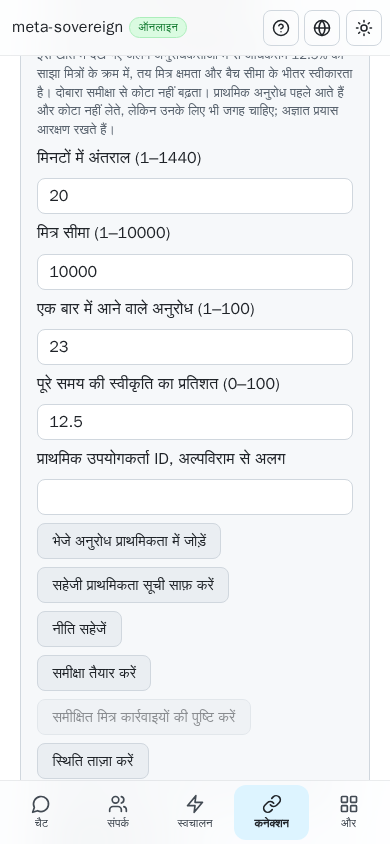 meta-sovereign ऑनलाइन
साझा मित्रों के क्रम में, तय मित्र क्षमता और बैच सीमा के भीतर स्वीकारता
है। दोबारा समीक्षा से कोटा नहीं बढ़ता। प्राथमिक अनुरोध पहले आते हैं
और कोटा नहीं लेते, लेकिन उनके लिए भी जगह चाहिए; अज्ञात प्रयास
आरक्षण रखते हैं।
मिनटों में अंतराल (1–1440)
20
मित्र सीमा (1–10000)
10000
एक बार में आने वाले अनुरोध (1–100)
23
पूरे समय की स्वीकृति का प्रतिशत (0–100)
12.5
प्राथमिक उपयोगकर्ता ID, अल्पविराम से अलग
भेजे अनुरोध प्राथमिकता में जोड़ें
सहेजी प्राथमिकता सूची साफ़ करें
नीति सहेजें
समीक्षा तैयार करें
समीक्षित मित्र कार्रवाइयों की पुष्टि करें
स्थिति ताज़ा करें
चैट संपर्क स्वचालन कनेक्शन और